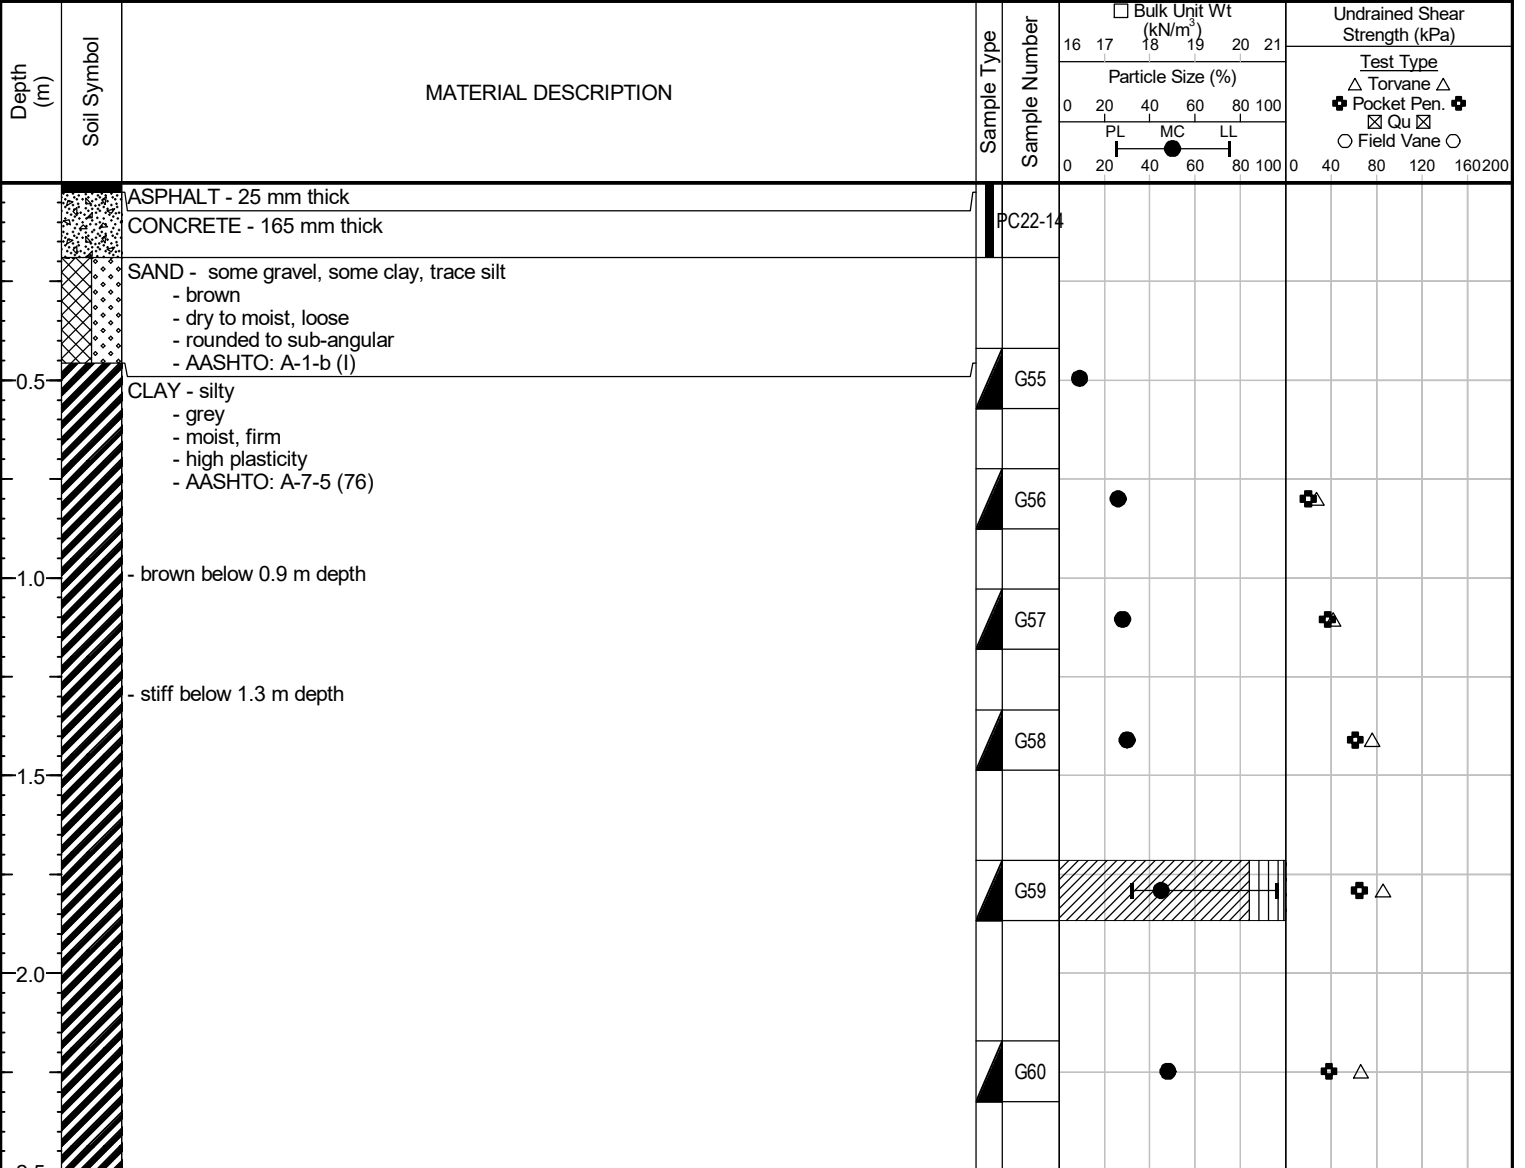 Depth
(m)
Soil Symbol
MATERIAL DESCRIPTION
Sample Type
Sample Number
Bulk Unit Wt
(kN/m³)
16 17 18 19 20 21
Particle Size (%)
0 20 40 60 80 100
PL MC LL
0 20 40 60 80 100
Undrained Shear
Strength (kPa)
Test Type
Torvane
Pocket Pen.
Qu
Field Vane
0 40 80 120 160200
ASPHALT - 25 mm thick
PC22-14
CONCRETE - 165 mm thick
SAND - some gravel, some clay, trace silt
- brown
- dry to moist, loose
- rounded to sub-angular
- AASHTO: A-1-b (I)
0.5
G55
CLAY - silty
- grey
- moist, firm
- high plasticity
- AASHTO: A-7-5 (76)
G56
1.0
- brown below 0.9 m depth
G57
- stiff below 1.3 m depth
G58
1.5
G59
2.0
G60